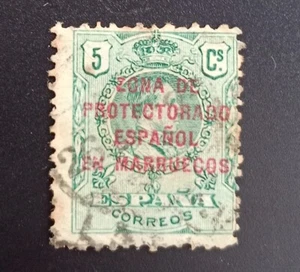 5 Cs.
ZONA DE
PROTECTORADO
ESPAÑOL
EN MARRUECOS
ESPAÑA
CORREOS